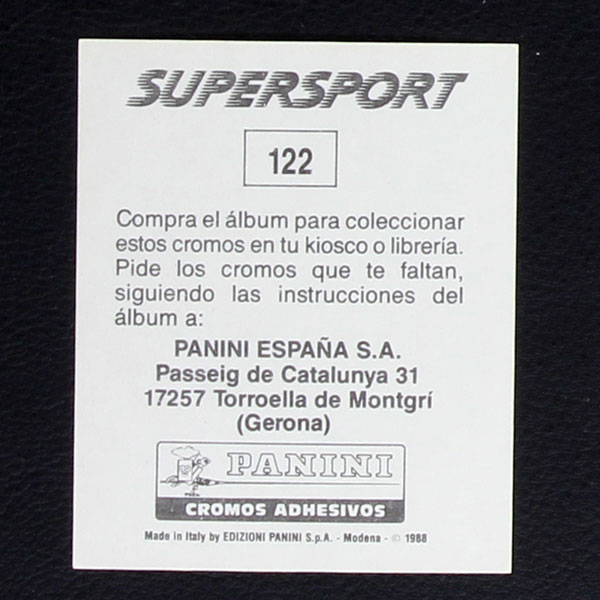 SUPERSPORT
122
Compra el álbum para coleccionar
estos cromos en tu kiosco o librería.
Pide los cromos que te faltan,
siguiendo las instrucciones del
álbum a:
PANINI ESPAÑA S.A.
Passeig de Catalunya 31
17257 Torroella de Montgrí
(Gerona)
PANINI
CROMOS ADHESIVOS
Made in Italy by EDIZIONI PANINI S.p.A. - Modena - © 1988